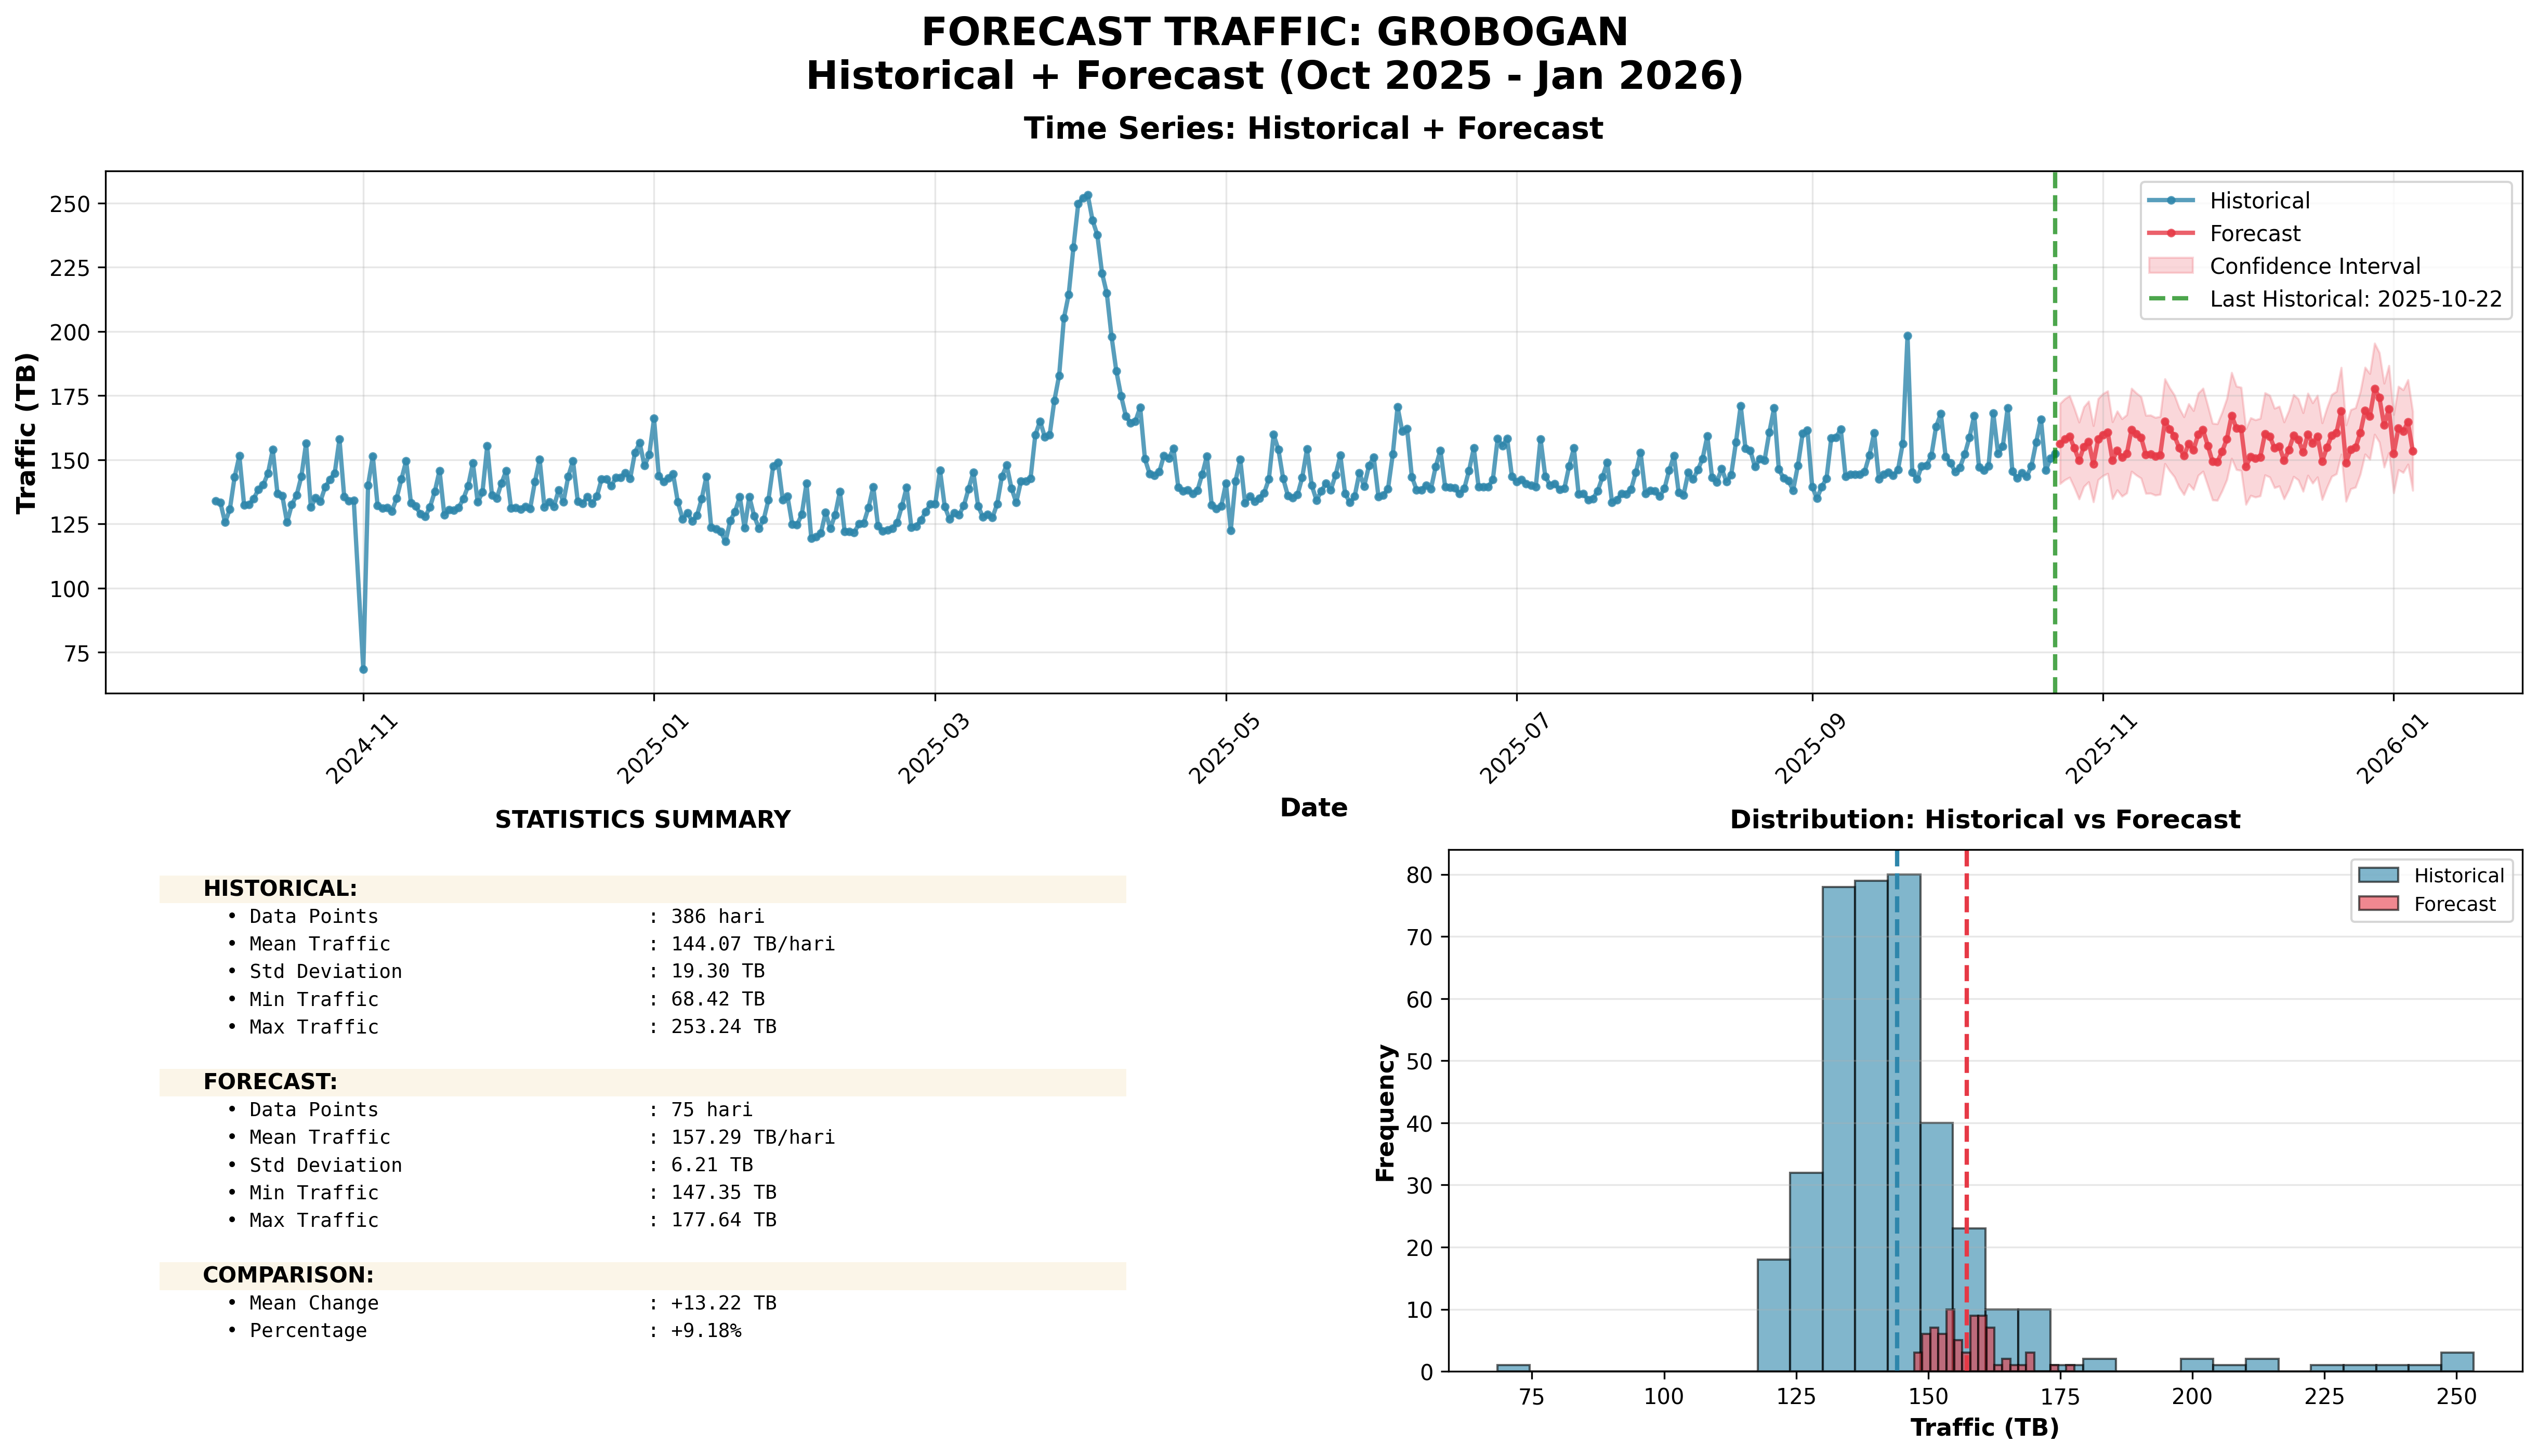 FORECAST TRAFFIC: GROBOGAN
Historical + Forecast (Oct 2025 - Jan 2026)
Time Series: Historical + Forecast
Traffic (TB)
250
225
200
175
150
125
100
75
Historical
Forecast
Confidence Interval
Last Historical: 2025-10-22
2024-11
2025-01
2025-03
2025-05
2025-07
2025-09
2025-11
2026-01
Date
STATISTICS SUMMARY
HISTORICAL:
• Data Points : 386 hari
• Mean Traffic : 144.07 TB/hari
• Std Deviation : 19.30 TB
• Min Traffic : 68.42 TB
• Max Traffic : 253.24 TB
FORECAST:
• Data Points : 75 hari
• Mean Traffic : 157.29 TB/hari
• Std Deviation : 6.21 TB
• Min Traffic : 147.35 TB
• Max Traffic : 177.64 TB
COMPARISON:
• Mean Change : +13.22 TB
• Percentage : +9.18%
Distribution: Historical vs Forecast
Frequency
80
70
60
50
40
30
20
10
0
Historical
Forecast
75
100
125
150
175
200
225
250
Traffic (TB)